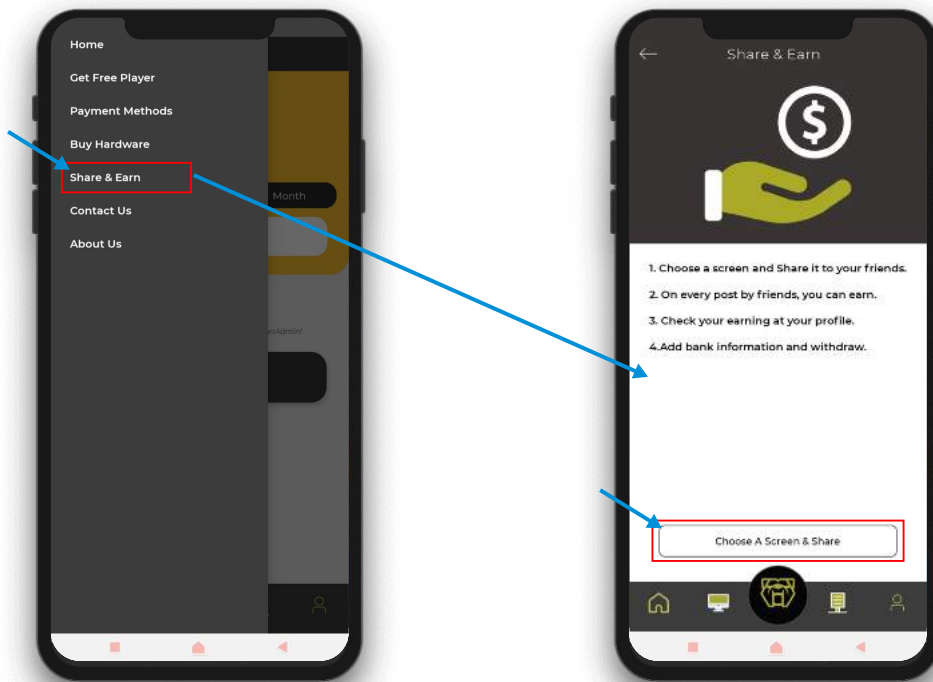 Home
Get Free Player
Payment Methods
Buy Hardware
Share & Earn
Contact Us
About Us
Month
Share & Earn
$
1. Choose a screen and Share it to your friends.
2. On every post by friends, you can earn.
3. Check your earning at your profile.
4.Add bank information and withdraw.
Choose A Screen & Share